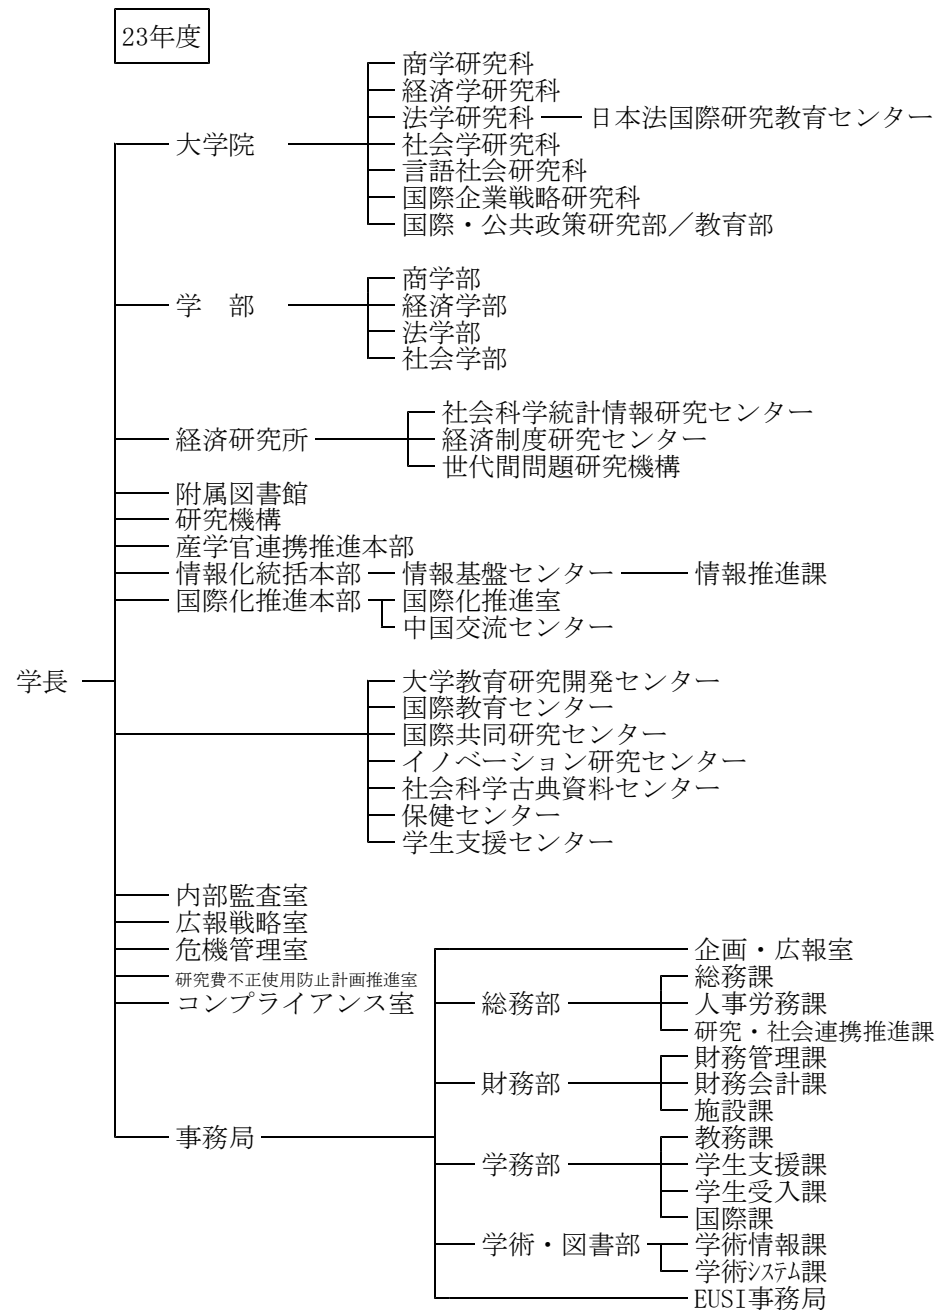 23年度
商学研究科
経済学研究科
法学研究科 日本法国際研究教育センター
大学院 社会学研究科
言語社会研究科
国際企業戦略研究科
国際・公共政策研究部／教育部
商学部
学　部 経済学部
法学部
社会学部
社会科学統計情報研究センター
経済研究所 経済制度研究センター
世代間問題研究機構
附属図書館
研究機構
産学官連携推進本部
情報化統括本部 情報基盤センター 情報推進課
国際化推進本部 国際化推進室
中国交流センター
学長 大学教育研究開発センター
国際教育センター
国際共同研究センター
イノベーション研究センター
社会科学古典資料センター
保健センター
学生支援センター
内部監査室
広報戦略室
危機管理室 企画・広報室
研究費不正使用防止計画推進室 総務課
コンプライアンス室 総務部 人事労務課
研究・社会連携推進課
財務管理課
財務部 財務会計課
施設課
事務局 教務課
学務部 学生支援課
学生受入課
国際課
学術・図書部 学術情報課
学術ｼｽﾃﾑ課
EUSI事務局